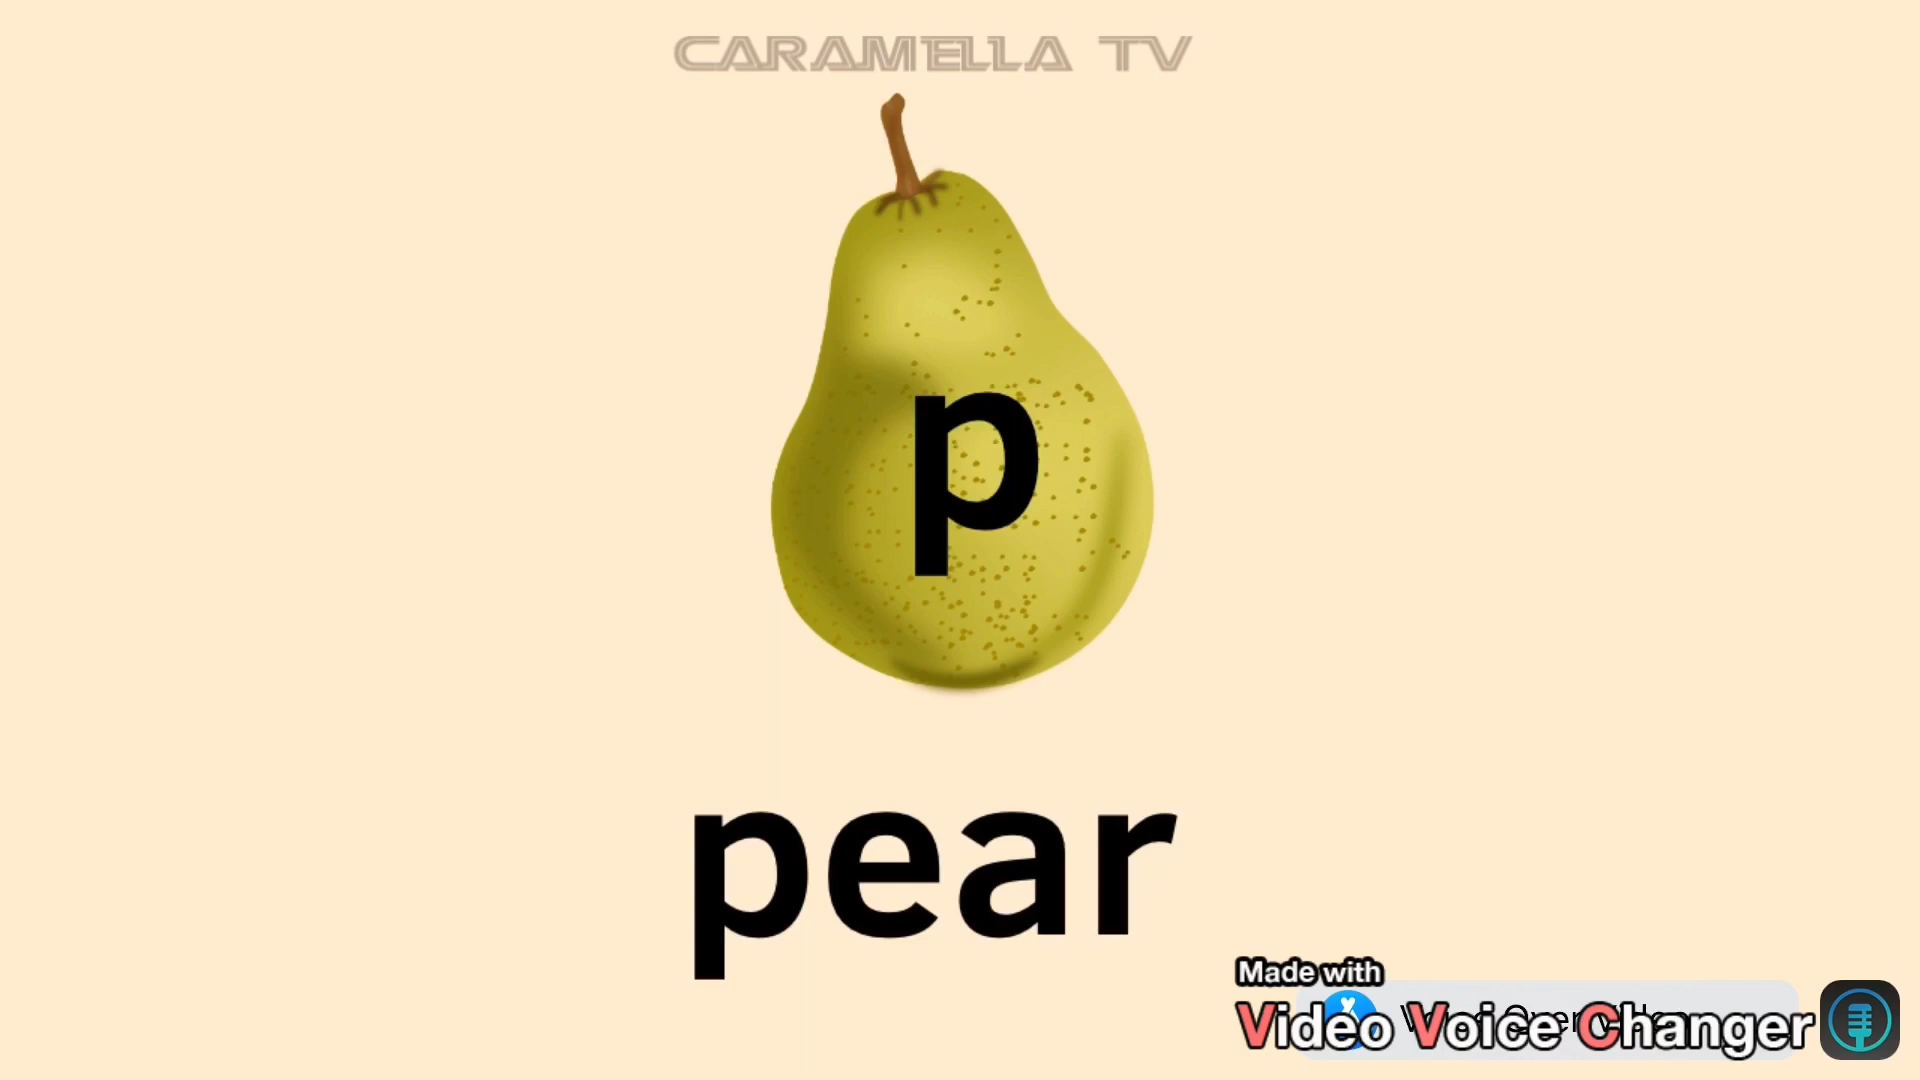 CARAMELLA TV
p
pear
Made with
Video Voice Changer